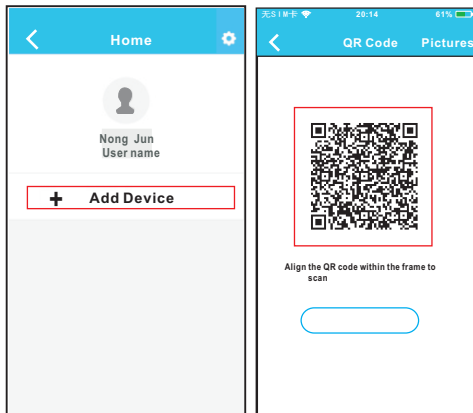 Home
Nong Jun
User name
+ Add Device
无SIM卡 20:14 61%
QR Code Pictures
Align the QR code within the frame to
scan